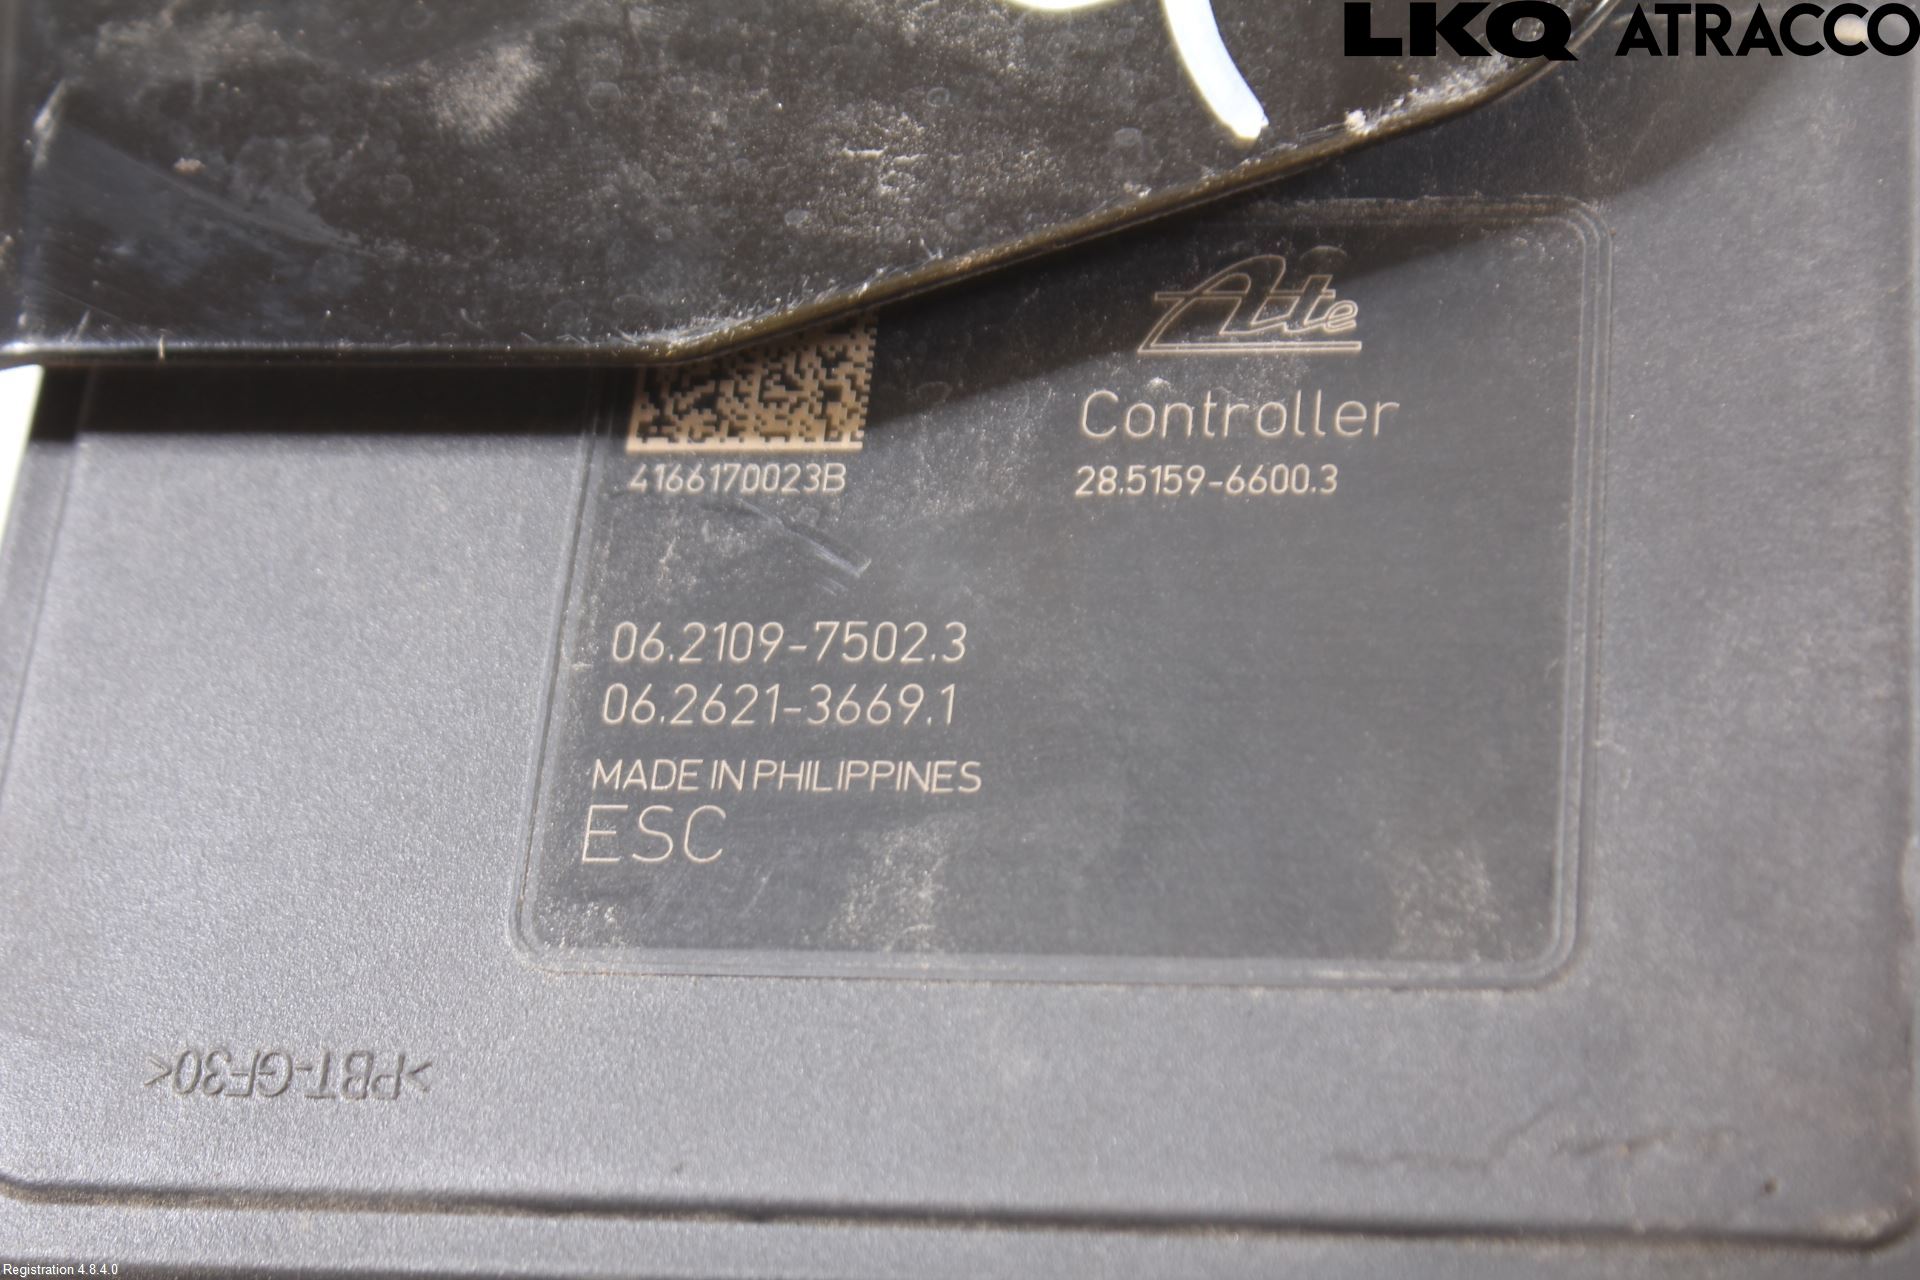 LKQ ATRACCO
Ate
Controller
4166170023B
28.5159-6600.3
06.2109-7502.3
06.2621-3669.1
MADE IN PHILIPPINES
ESC
>PBT-GF30<
Registration 4.8.4.0